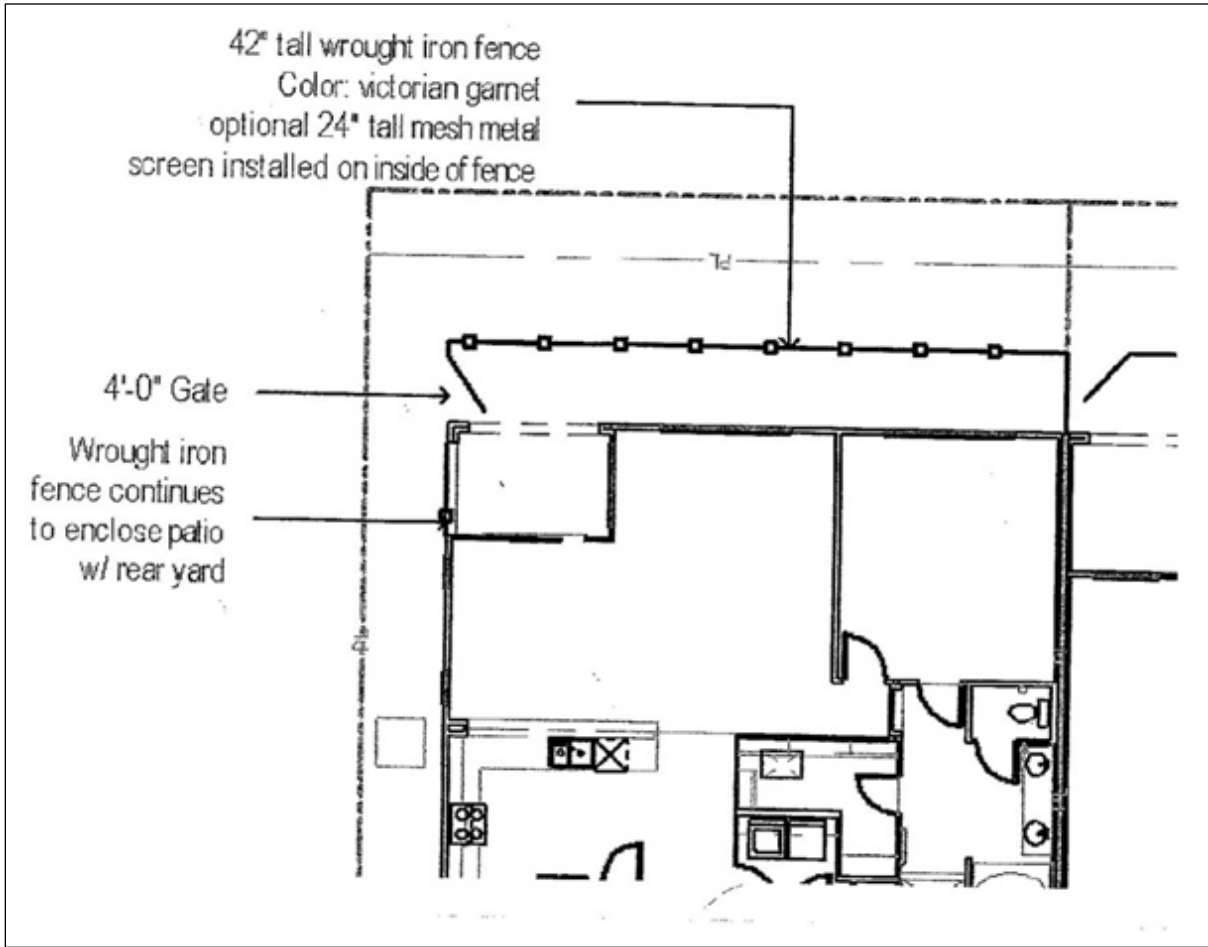 42" tall wrought iron fence
Color: victorian garnet
optional 24" tall mesh metal
screen installed on inside of fence
PL
4'-0" Gate
Wrought iron
fence continues
to enclose patio
w/ rear yard